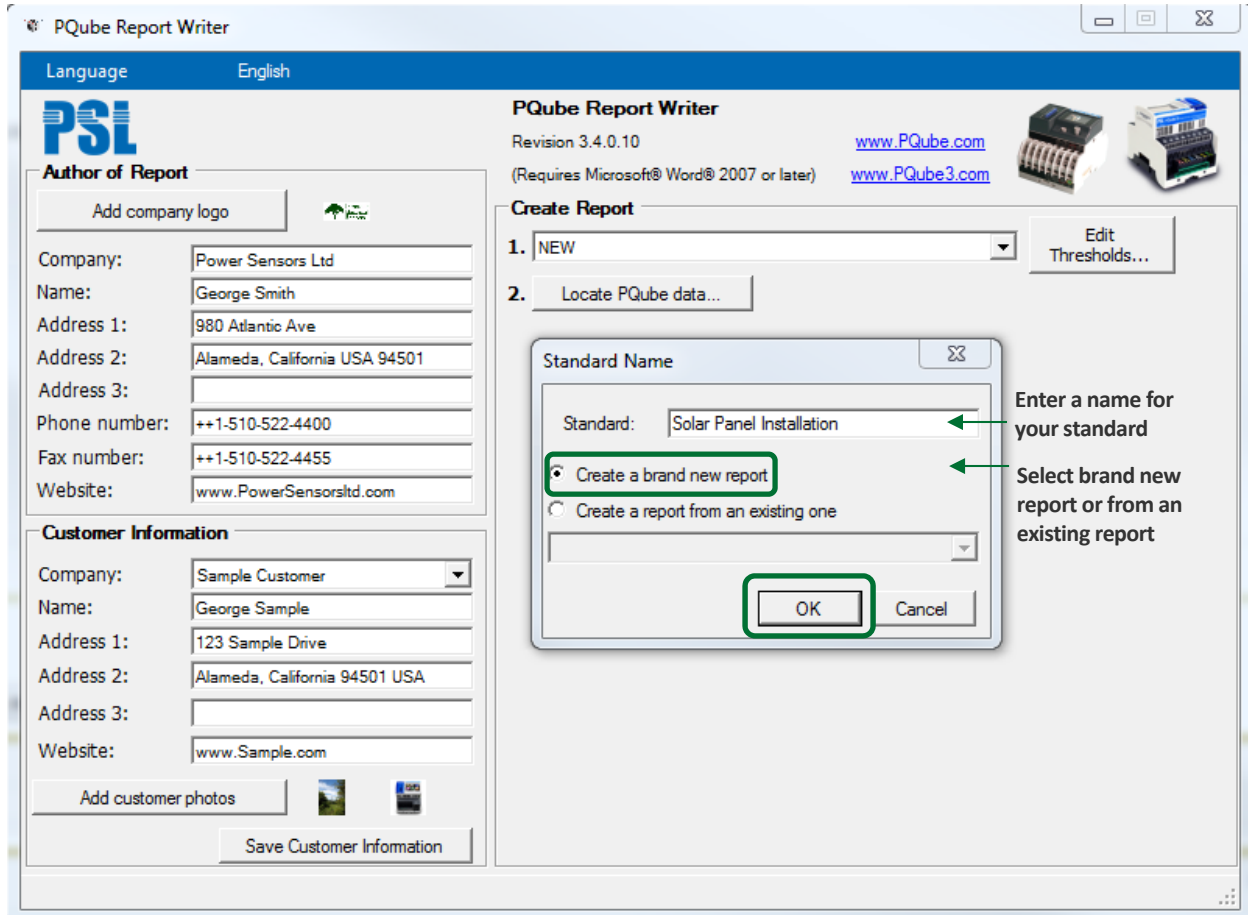 PQube Report Writer
Language English
PSL
PQube Report Writer
Revision 3.4.0.10 www.PQube.com
(Requires Microsoft® Word® 2007 or later) www.PQube3.com
Author of Report
Add company logo
Company: Power Sensors Ltd
Name: George Smith
Address 1: 980 Atlantic Ave
Address 2: Alameda, California USA 94501
Address 3:
Phone number: ++1-510-522-4400
Fax number: ++1-510-522-4455
Website: www.PowerSensorsltd.com
Customer Information
Company: Sample Customer
Name: George Sample
Address 1: 123 Sample Drive
Address 2: Alameda, California 94501 USA
Address 3:
Website: www.Sample.com
Add customer photos
Save Customer Information
Create Report
1. NEW
Edit
Thresholds...
2. Locate PQube data...
Standard Name
Standard: Solar Panel Installation
Create a brand new report
Create a report from an existing one
OK Cancel
Enter a name for
your standard
Select brand new
report or from an
existing report